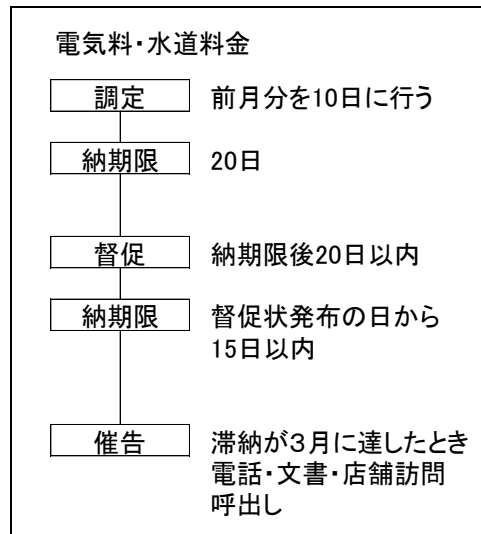 電気料・水道料金
調定 前月分を10日に行う
納期限 20日
督促 納期限後20日以内
納期限 督促状発布の日から
15日以内
催告 滞納が３月に達したとき
電話・文書・店舗訪問
呼出し